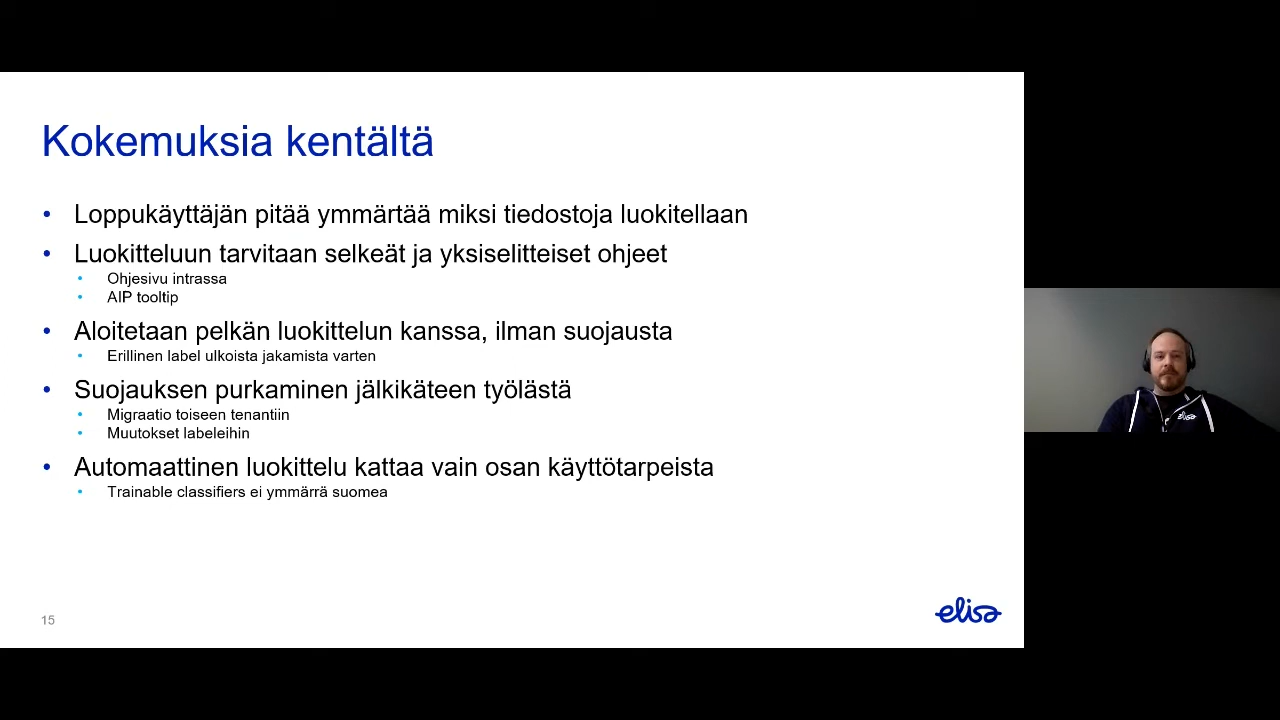 Kokemuksia kentältä
Loppukäyttäjän pitää ymmärtää miksi tiedostoja luokitellaan
Luokitteluun tarvitaan selkeät ja yksiselitteiset ohjeet
Ohjesivu intrassa
AIP tooltip
Aloitetaan pelkän luokittelun kanssa, ilman suojausta
Erillinen label ulkoista jakamista varten
Suojauksen purkaminen jälkikäteen työlästä
Migraatio toiseen tenantiin
Muutokset labeleihin
Automaattinen luokittelu kattaa vain osan käyttötarpeista
Trainable classifiers ei ymmärrä suomea
15
elisa
elisa